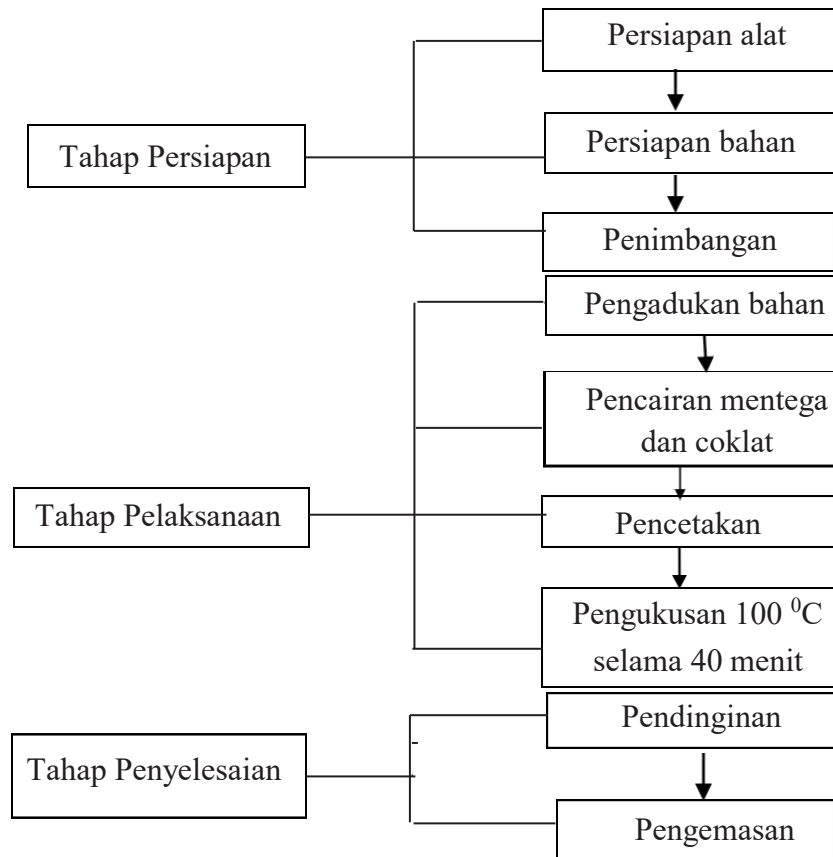 Tahap Persiapan
Persiapan alat
Persiapan bahan
Penimbangan
Tahap Pelaksanaan
Pengadukan bahan
Pencairan mentega
dan coklat
Pencetakan
Pengukusan 100 ⁰C
selama 40 menit
Tahap Penyelesaian
Pendinginan
Pengemasan